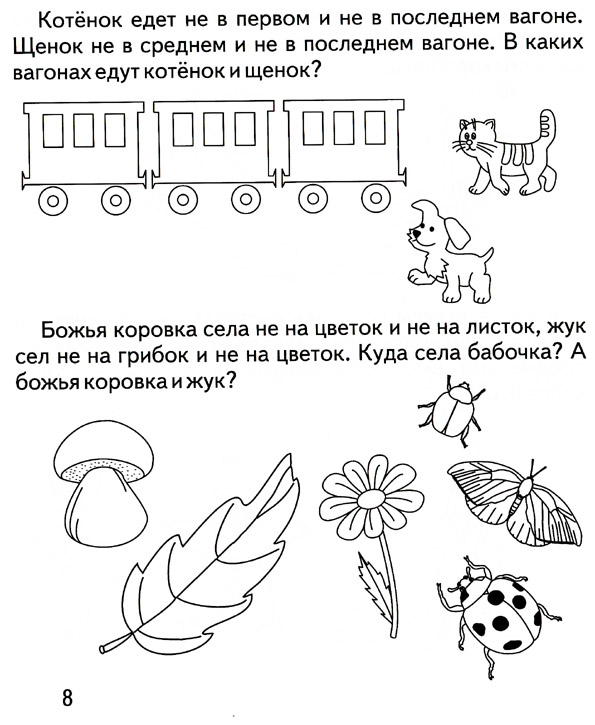 Котёнок едет не в первом и не в последнем вагоне.
Щенок не в среднем и не в последнем вагоне. В каких
вагонах едут котёнок и щенок?
Божья коровка села не на цветок и не на листок, жук
сел не на грибок и не на цветок. Куда села бабочка? А
божья коровка и жук?
8